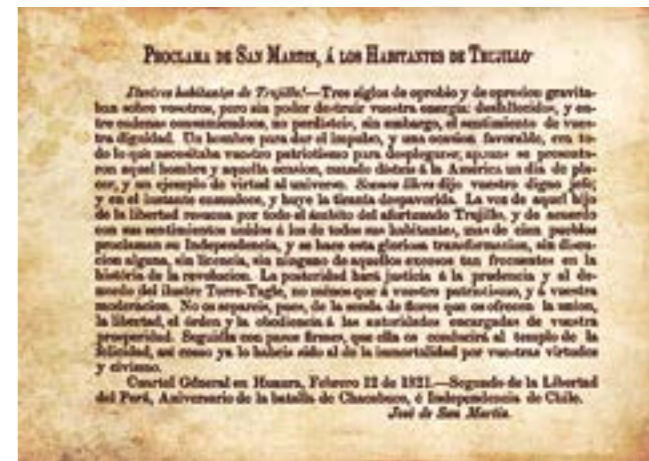 PROCLAMA DE SAN MARTIN, Á LOS HABITANTES DE TRUJILLO
Ilustres habitantes de Trujillo!—Tres siglos de oprobio y de opresion gravita-
ban sobre vosotros, pero sin poder destruir vuestra energía: desfallecidos, y en-
tre cadenas consumiendoos, no perdisteis, sin embargo, el sentimiento de vues-
tra dignidad. Un hombre para dar el impulso, y una ocasion favorable, era to-
do lo que necesitaba vuestro patriotismo para desplegarse, apenas se presenta-
ron aquel hombre y aquella ocasion, cuando disteis á la América un dia de pla-
cer, y un ejemplo de virtud al universo. Seamos libres dijo vuestro digno jefe;
y en el instante enmudece, y huye la tiranía despavorida. La voz de aquel hijo
de la libertad resuena por todo el ámbito del afortunado Trujillo, y de acuerdo
con sus sentimientos unidos á los de todos sus habitantes, mas de cien pueblos
proclaman su Independencia, y se hace esta gloriosa transformacion, sin discu-
cion alguna, sin licencia, sin ninguno de aquellos excesos tan frecuentes en la
história de la revolucion. La posteridad hará justicia á la prudencia y al de-
nuedo del ilustre Torre-Tagle, no ménos que á vuestro patriotismo, y á vuestra
moderacion. No os separeis, pues, de la senda de flores que os ofrecen la union,
la libertad, el órden y la obediencia á las autoridades encargadas de vuestra
prosperidad. Seguidla con pasos firmes, que ella os conducirá al templo de la
felicidad, así como ya lo habeis sido al de la inmortalidad por vuestras virtudes
y civismo.
Cuartel General en Huaura, Febrero 12 de 1821.—Segundo de la Libertad
del Perú, Aniversario de la batalla de Chacabuco, é Independencia de Chile.
José de San Martin.